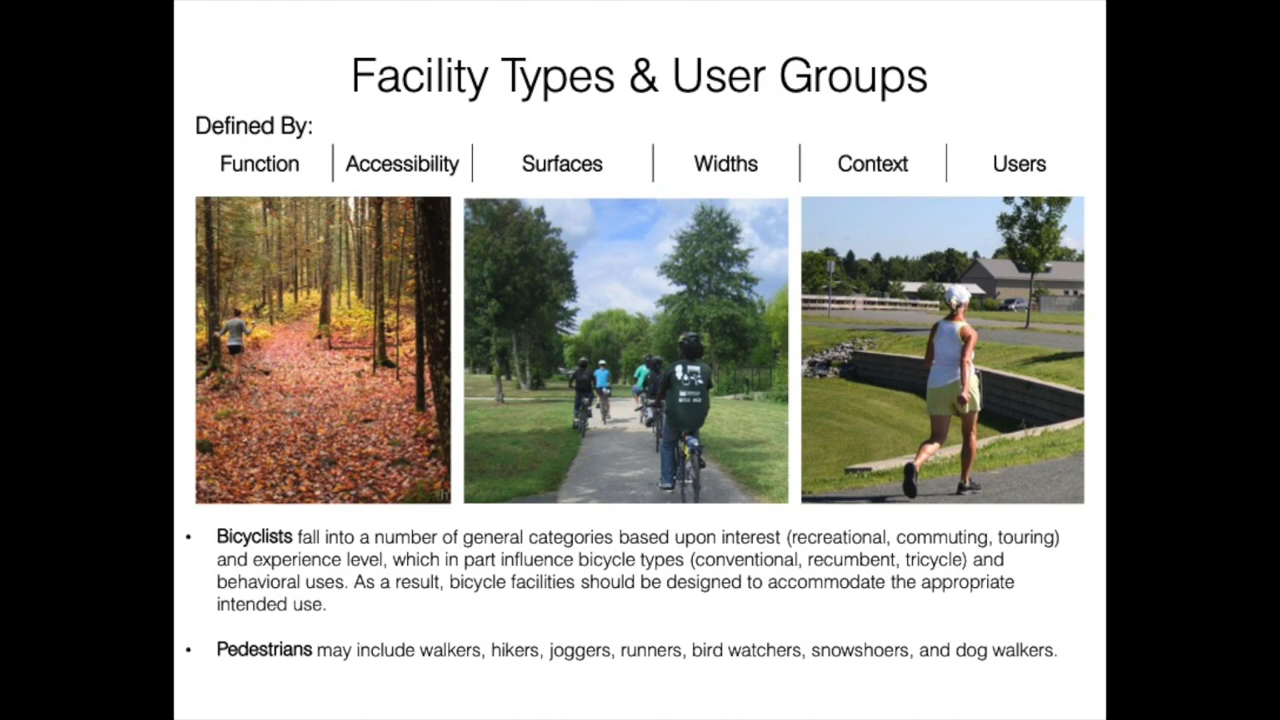 Facility Types & User Groups
Defined By:
Function Accessibility Surfaces Widths Context Users
• Bicyclists fall into a number of general categories based upon interest (recreational, commuting, touring)
and experience level, which in part influence bicycle types (conventional, recumbent, tricycle) and
behavioral uses. As a result, bicycle facilities should be designed to accommodate the appropriate
intended use.
• Pedestrians may include walkers, hikers, joggers, runners, bird watchers, snowshoers, and dog walkers.